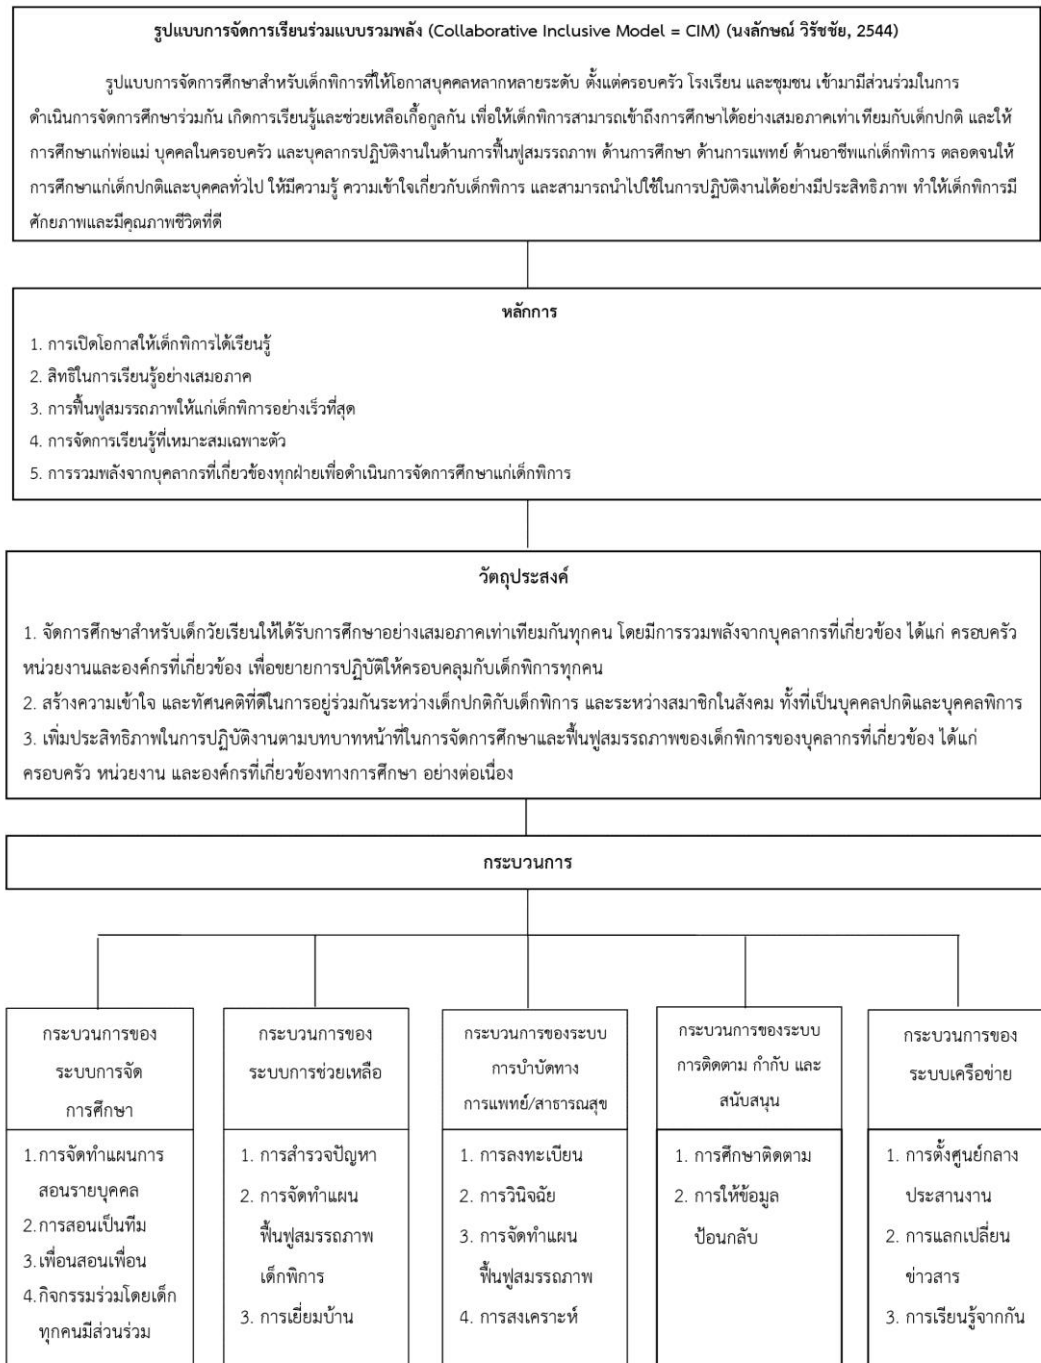 รูปแบบการจัดการเรียนร่วมแบบรวมพลัง (Collaborative Inclusive Model = CIM) (นงลักษณ์ วิรัชชัย, 2544)
รูปแบบการจัดการศึกษาสำหรับเด็กพิการที่ให้โอกาสบุคคลหลากหลายระดับ ตั้งแต่ครอบครัว โรงเรียน และชุมชน เข้ามามีส่วนร่วมในการ
ดำเนินการจัดการศึกษาร่วมกัน เกิดการเรียนรู้และช่วยเหลือเกื้อกูลกัน เพื่อให้เด็กพิการสามารถเข้าถึงการศึกษาได้อย่างเสมอภาคเท่าเทียมกับเด็กปกติ และให้
การศึกษาแก่พ่อแม่ บุคคลในครอบครัว และบุคลากรปฏิบัติงานในด้านการฟื้นฟูสมรรถภาพ ด้านการศึกษา ด้านการแพทย์ ด้านอาชีพแก่เด็กพิการ ตลอดจนให้
การศึกษาแก่เด็กปกติและบุคคลทั่วไป ให้มีความรู้ ความเข้าใจเกี่ยวกับเด็กพิการ และสามารถนำไปใช้ในการปฏิบัติงานได้อย่างมีประสิทธิภาพ ทำให้เด็กพิการมี
ศักยภาพและมีคุณภาพชีวิตที่ดี
หลักการ
1. การเปิดโอกาสให้เด็กพิการได้เรียนรู้
2. สิทธิในการเรียนรู้อย่างเสมอภาค
3. การฟื้นฟูสมรรถภาพให้แก่เด็กพิการอย่างเร็วที่สุด
4. การจัดการเรียนรู้ที่เหมาะสมเฉพาะตัว
5. การรวมพลังจากบุคลากรที่เกี่ยวข้องทุกฝ่ายเพื่อดำเนินการจัดการศึกษาแก่เด็กพิการ
วัตถุประสงค์
1. จัดการศึกษาสำหรับเด็กวัยเรียนให้ได้รับการศึกษาอย่างเสมอภาคเท่าเทียมกันทุกคน โดยมีการรวมพลังจากบุคลากรที่เกี่ยวข้อง ได้แก่ ครอบครัว
หน่วยงานและองค์กรที่เกี่ยวข้อง เพื่อขยายการปฏิบัติให้ครอบคลุมกับเด็กพิการทุกคน
2. สร้างความเข้าใจ และทัศนคติที่ดีในการอยู่ร่วมกันระหว่างเด็กปกติกับเด็กพิการ และระหว่างสมาชิกในสังคม ทั้งที่เป็นบุคคลปกติและบุคคลพิการ
3. เพิ่มประสิทธิภาพในการปฏิบัติงานตามบทบาทหน้าที่ในการจัดการศึกษาและฟื้นฟูสมรรถภาพของเด็กพิการของบุคลากรที่เกี่ยวข้อง ได้แก่
ครอบครัว หน่วยงาน และองค์กรที่เกี่ยวข้องทางการศึกษา อย่างต่อเนื่อง
กระบวนการ
กระบวนการของ
ระบบการจัด
การศึกษา
1.การจัดทำแผนการ
สอนรายบุคคล
2.การสอนเป็นทีม
3.เพื่อนสอนเพื่อน
4.กิจกรรมร่วมโดยเด็ก
ทุกคนมีส่วนร่วม
กระบวนการของ
ระบบการช่วยเหลือ
1. การสำรวจปัญหา
2. การจัดทำแผน
ฟื้นฟูสมรรถภาพ
เด็กพิการ
3. การเยี่ยมบ้าน
กระบวนการของระบบ
การบำบัดทาง
การแพทย์/สาธารณสุข
1. การลงทะเบียน
2. การวินิจฉัย
3. การจัดทำแผน
ฟื้นฟูสมรรถภาพ
4. การสงเคราะห์
กระบวนการของระบบ
การติดตาม กำกับ และ
สนับสนุน
1. การศึกษาติดตาม
2. การให้ข้อมูล
ป้อนกลับ
กระบวนการของ
ระบบเครือข่าย
1. การตั้งศูนย์กลาง
ประสานงาน
2. การแลกเปลี่ยน
ข่าวสาร
3. การเรียนรู้จากกัน